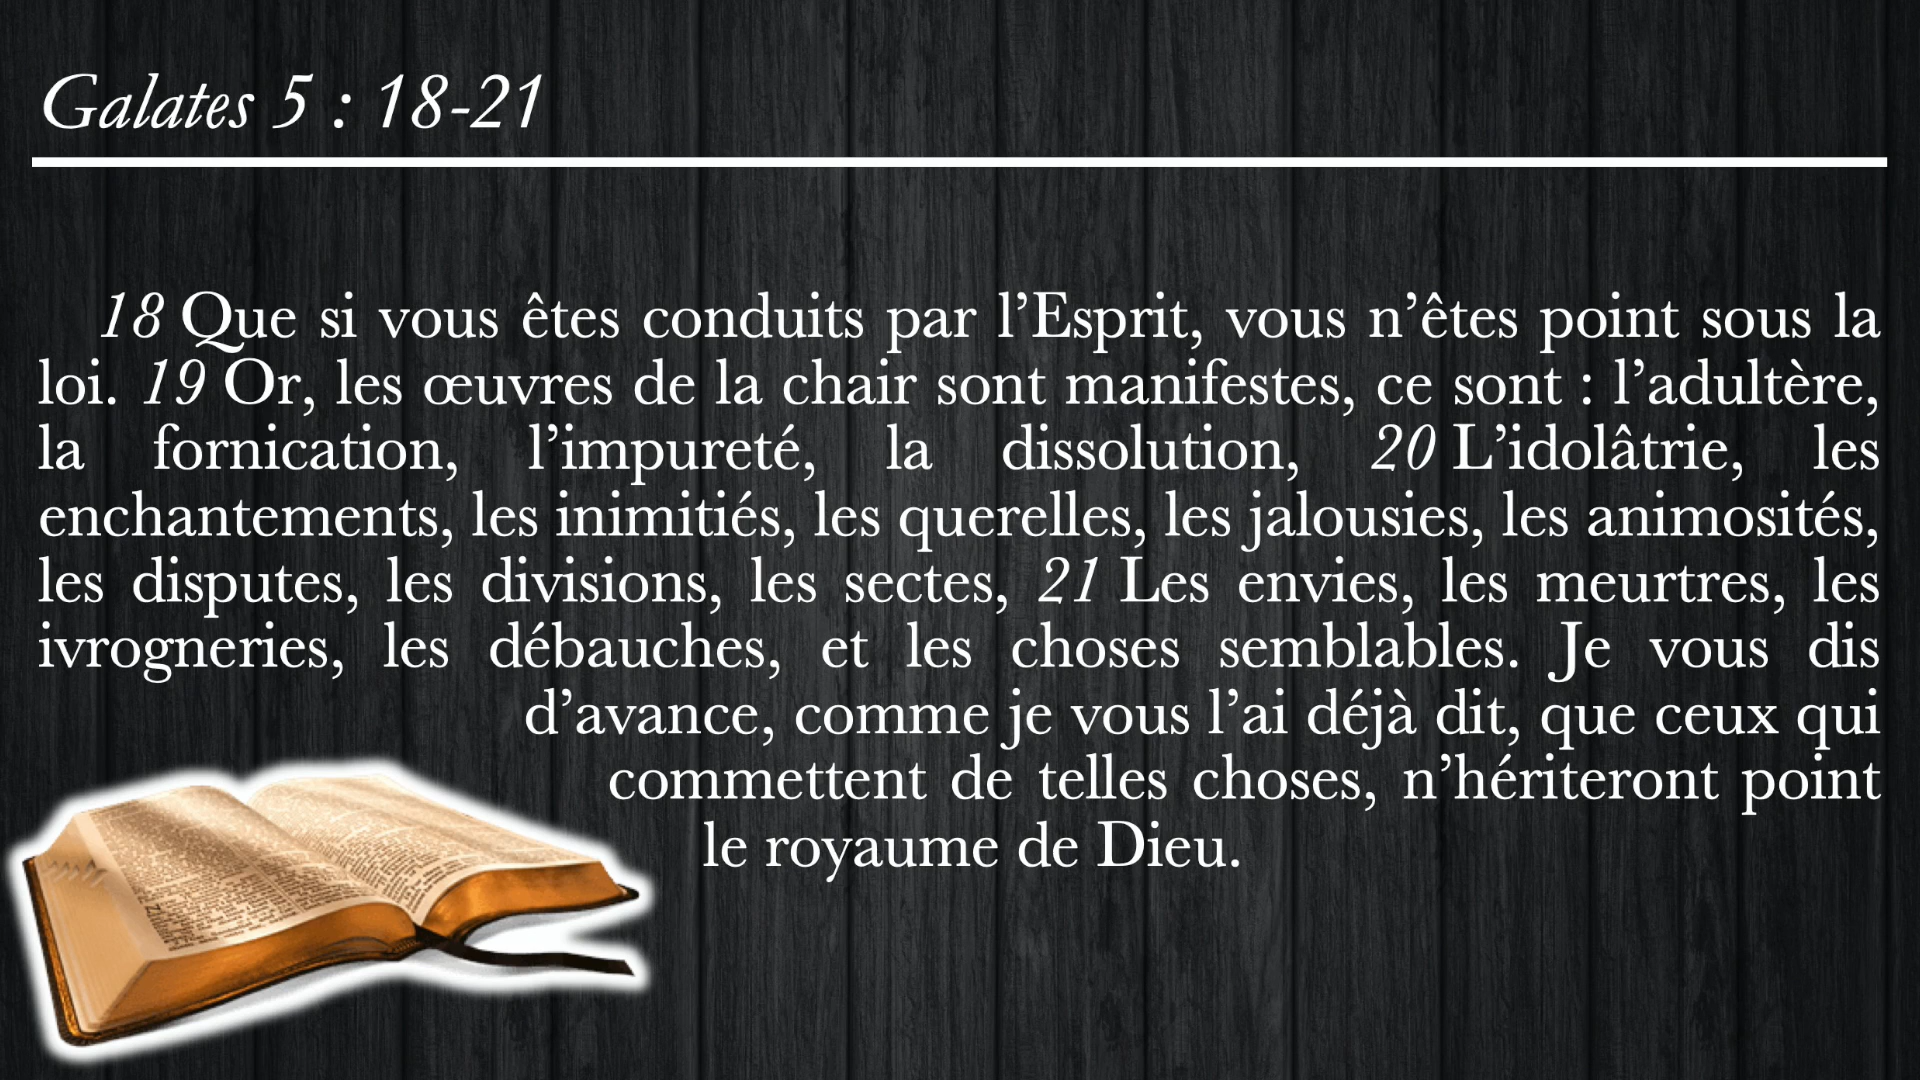 Galates 5 : 18-21
18 Que si vous êtes conduits par l’Esprit, vous n’êtes point sous la
loi. 19 Or, les œuvres de la chair sont manifestes, ce sont : l’adultère,
la fornication, l’impureté, la dissolution, 20 L’idolâtrie, les
enchantements, les inimitiés, les querelles, les jalousies, les animosités,
les disputes, les divisions, les sectes, 21 Les envies, les meurtres, les
ivrogneries, les débauches, et les choses semblables. Je vous dis
d’avance, comme je vous l’ai déjà dit, que ceux qui
commettent de telles choses, n’hériteront point
le royaume de Dieu.